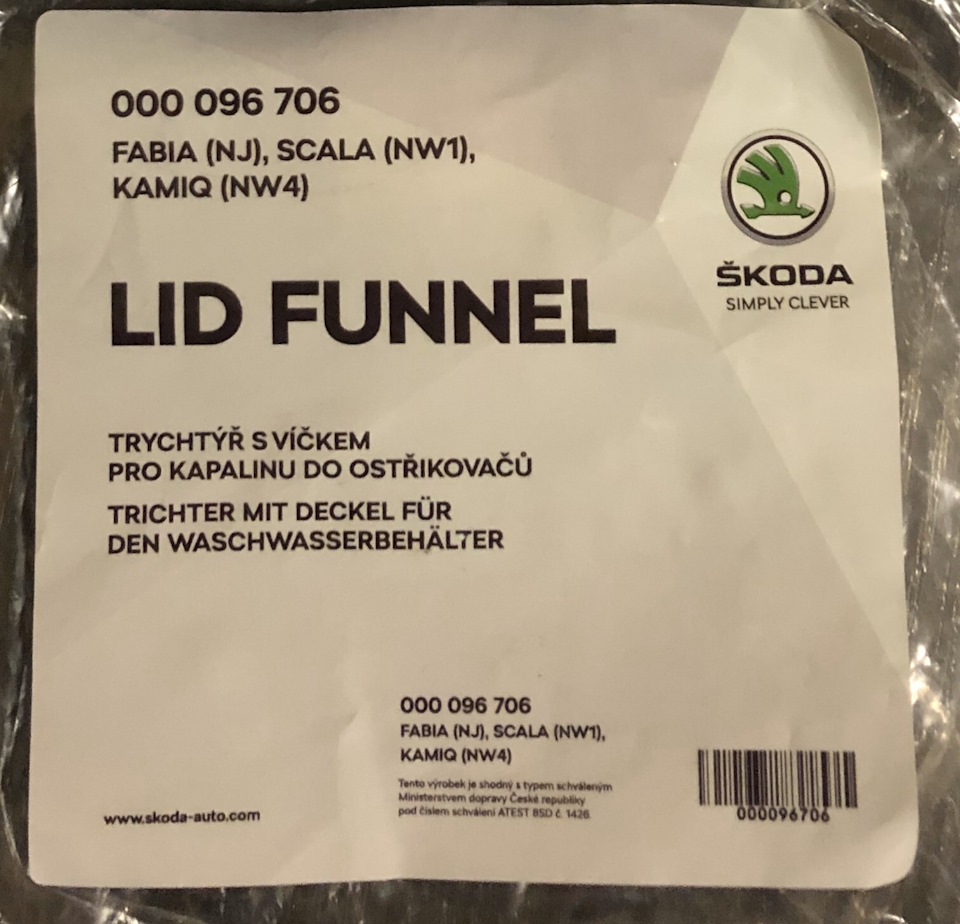 000 096 706
FABIA (NJ), SCALA (NW1),
KAMIQ (NW4)
ŠKODA
SIMPLY CLEVER
LID FUNNEL
TRYCHTÝŘ S VÍČKEM
PRO KAPALINU DO OSTŘIKOVAČŮ
TRICHTER MIT DECKEL FÜR
DEN WASCHWASSERBEHÄLTER
000 096 706
FABIA (NJ), SCALA (NW1),
KAMIQ (NW4)
Tento výrobek je shodný s typem schváleným
Ministerstvem dopravy České republiky
pod číslem schválení ATEST 8SD č. 1426
www.skoda-auto.com
000096706